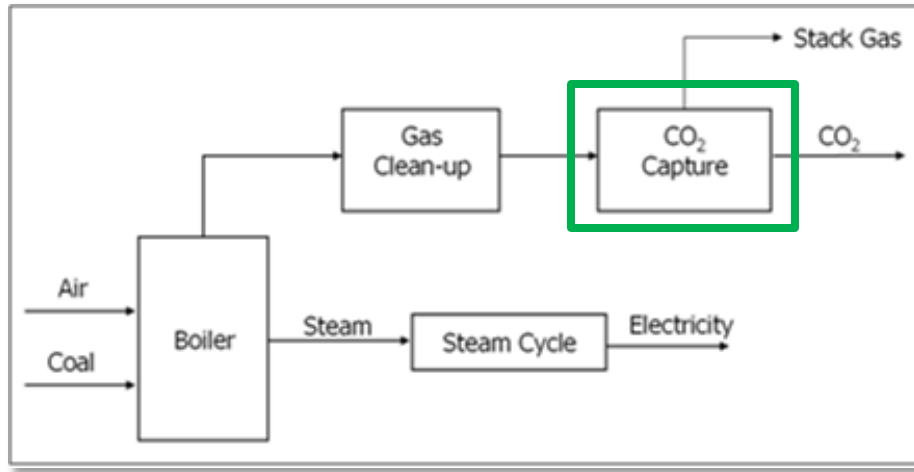 Stack Gas
Gas
Clean-up
CO₂
Capture
CO₂
Air
Coal
Boiler
Steam
Steam Cycle
Electricity